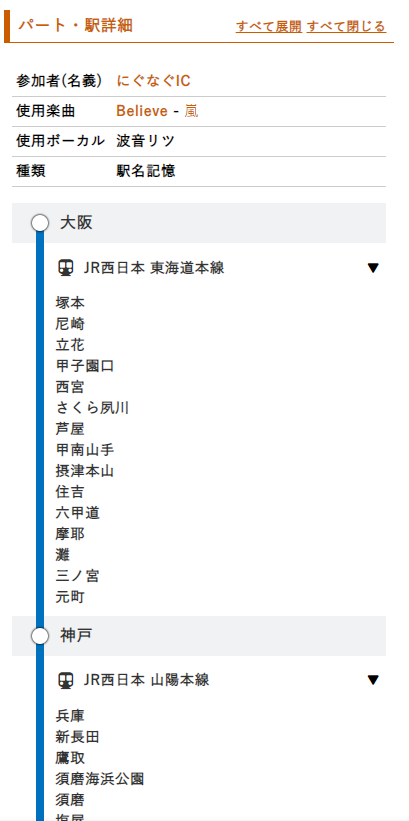 パート・駅詳細 すべて展開 すべて閉じる
参加者(名義) にぐなぐIC
使用楽曲 Believe - 嵐
使用ボーカル 波音リツ
種類 駅名記憶
大阪
JR西日本 東海道本線 ▼
塚本
尼崎
立花
甲子園口
西宮
さくら夙川
芦屋
甲南山手
摂津本山
住吉
六甲道
摩耶
灘
三ノ宮
元町
神戸
JR西日本 山陽本線 ▼
兵庫
新長田
鷹取
須磨海浜公園
須磨
塩屋